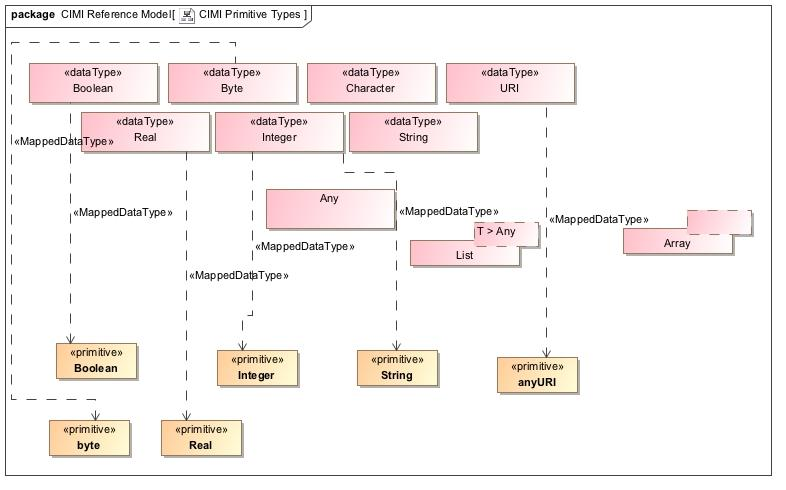 package CIMI Reference Model[ CIMI Primitive Types ]
«dataType»
Boolean
«dataType»
Byte
«dataType»
Character
«dataType»
URI
«dataType»
Real
«dataType»
Integer
«dataType»
String
«MappedDataType»
Any
«MappedDataType»
«MappedDataType»
«MappedDataType»
T > Any
List
Array
«MappedDataType»
«MappedDataType»
«primitive»
Boolean
«primitive»
Integer
«primitive»
String
«primitive»
anyURI
«primitive»
byte
«primitive»
Real